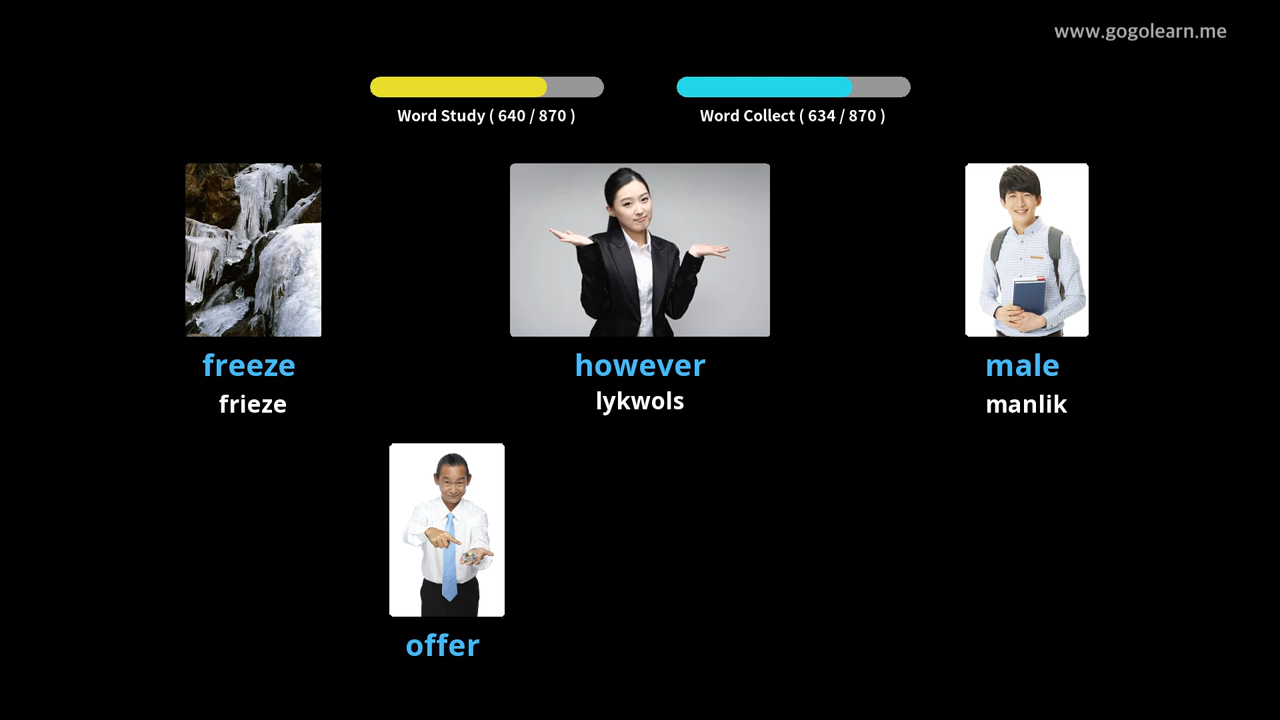 www.gogolearn.me
Word Study ( 640 / 870 )
Word Collect ( 634 / 870 )
freeze
frieze
however
lykwols
male
manlik
offer